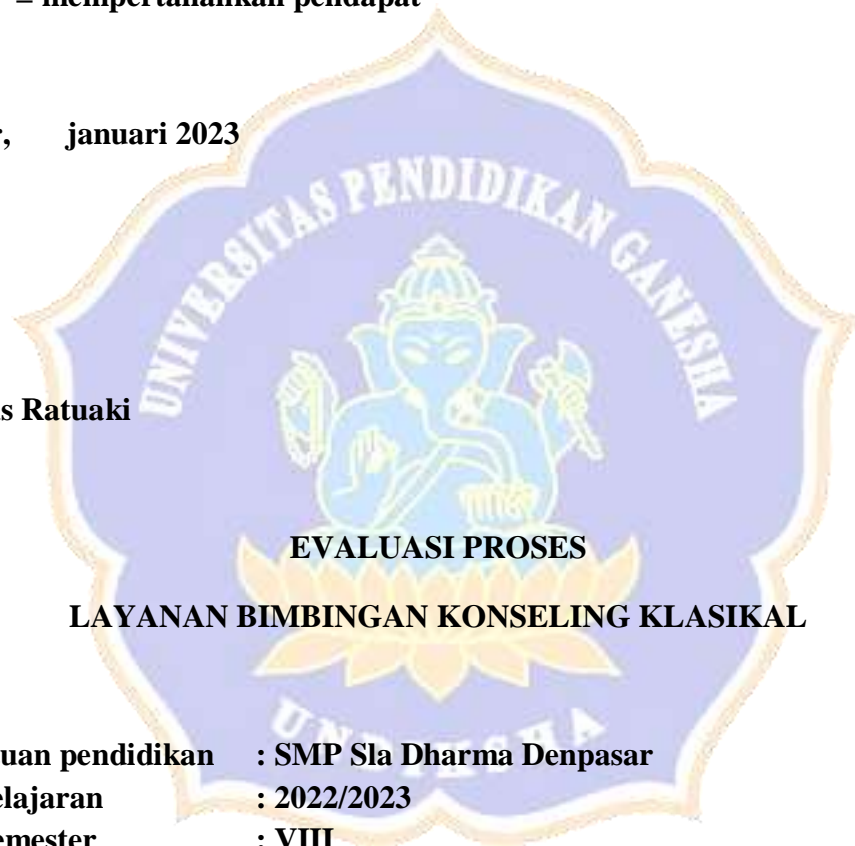 = mempertahankan pendapat
januari 2023
s Ratuaki
UNIVERSITAS PENDIDIKAN GANESHA
EVALUASI PROSES
LAYANAN BIMBINGAN KONSELING KLASIKAL
UNDIKSHA
uan pendidikan : SMP Sla Dharma Denpasar
elajaran : 2022/2023
emester : VIII